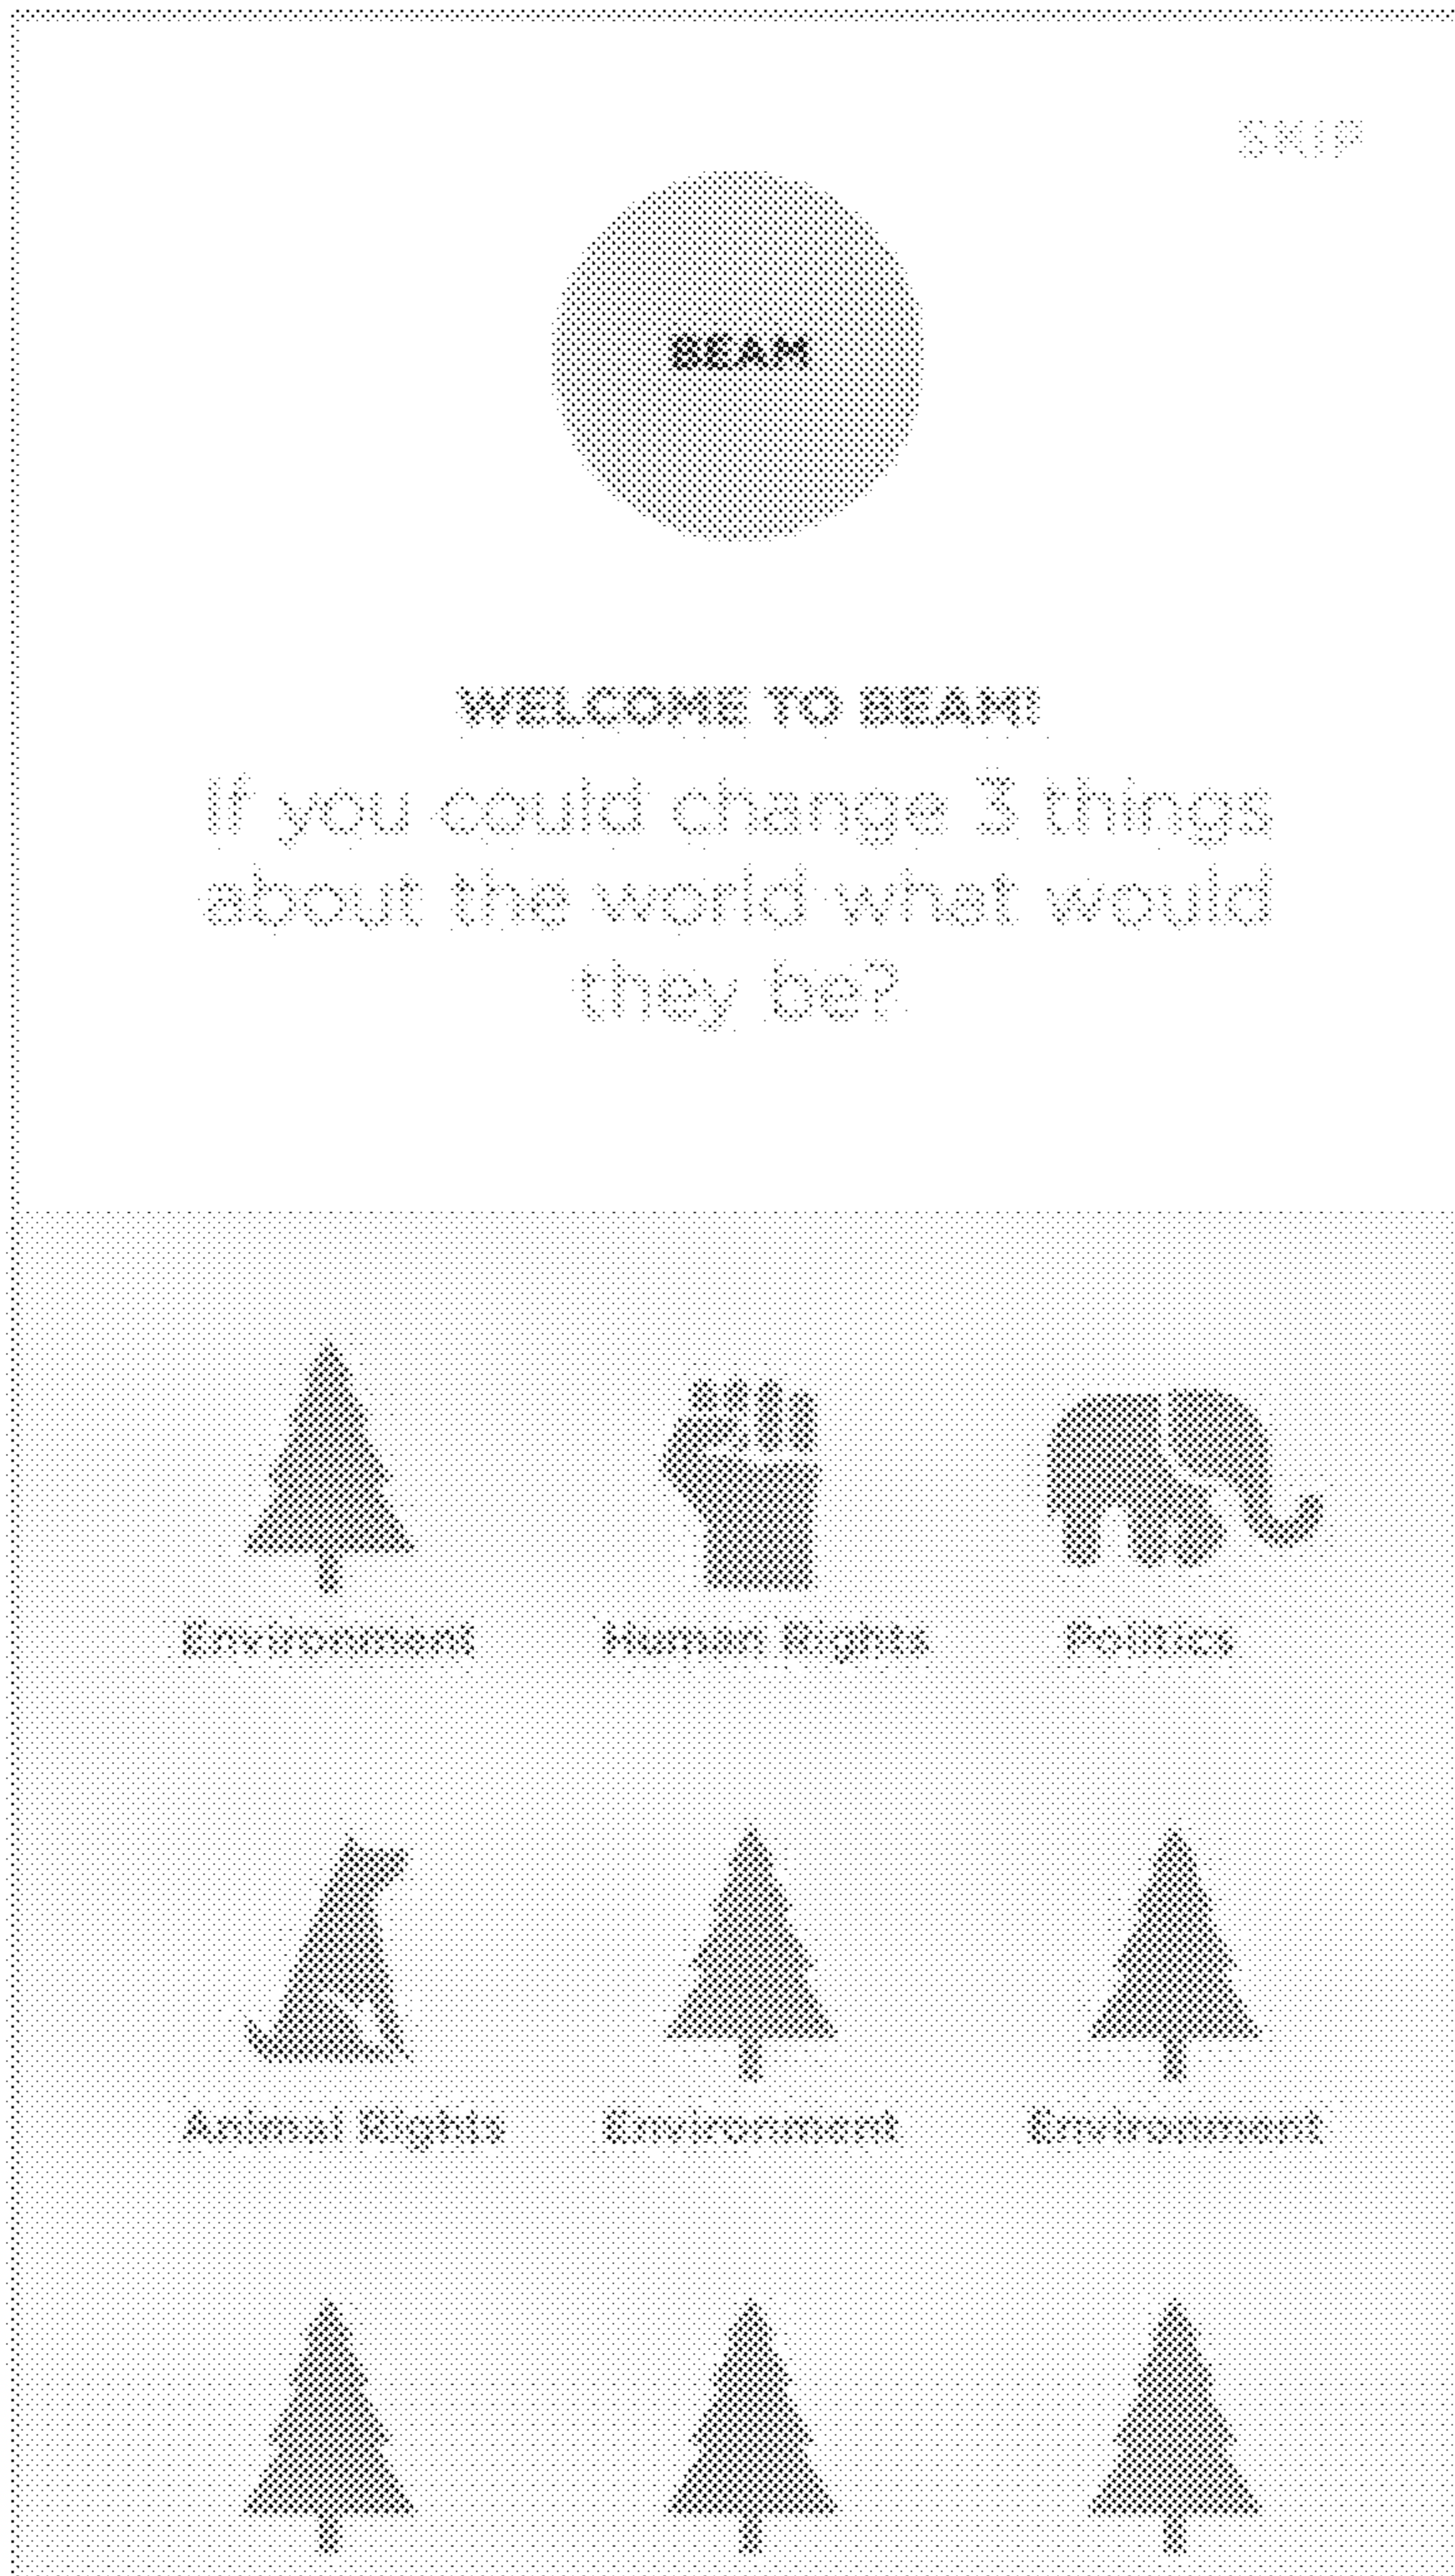 SKIP
BEAM
WELCOME TO BEAM!
If you could change 3 things
about the world what would
they be?
Environment Human Rights Politics
Animal Rights Environment Environment